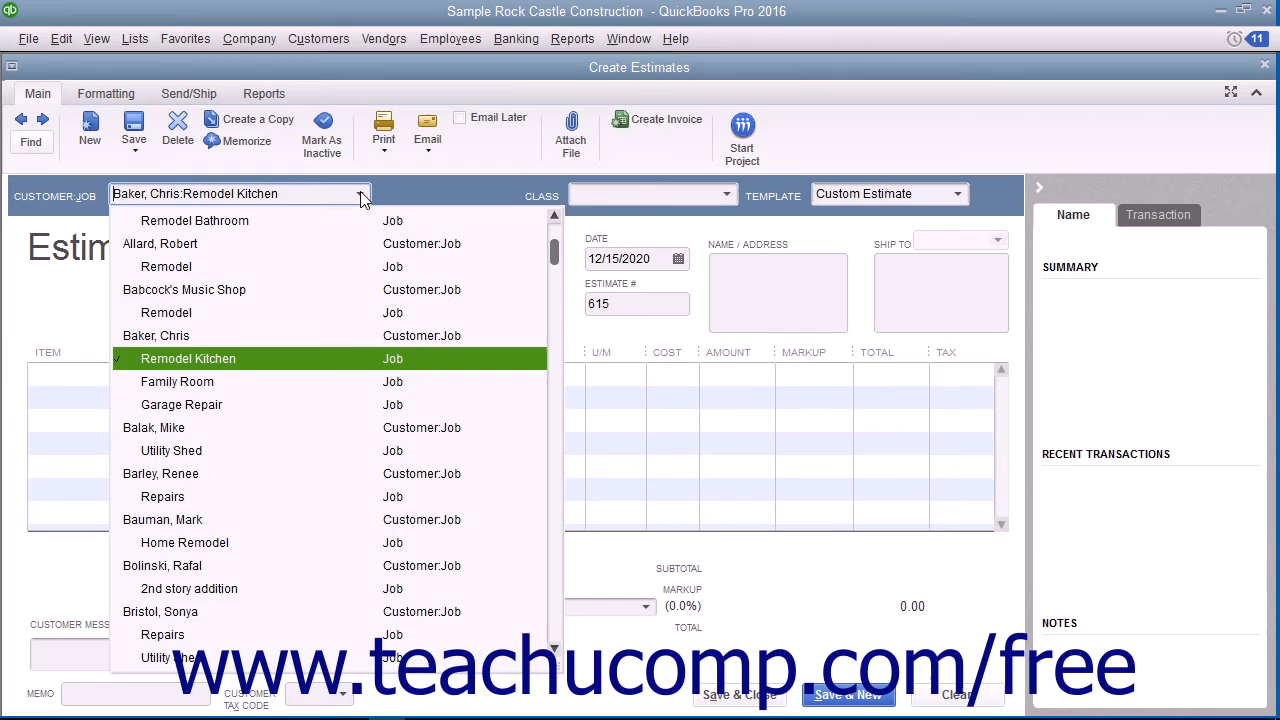 qb
Sample Rock Castle Construction - QuickBooks Pro 2016
File Edit View Lists Favorites Company Customers Vendors Employees Banking Reports Window Help 11
Create Estimates
Main Formatting Send/Ship Reports
Find New Save Delete Create a Copy Memorize Mark As Inactive Print Email Email Later Attach File Create Invoice Start Project
CUSTOMER:JOB Baker, Chris:Remodel Kitchen CLASS TEMPLATE Custom Estimate
Name Transaction
Remodel Bathroom Job
Allard, Robert Customer:Job
Remodel Job
Babcock's Music Shop Customer:Job
Remodel Job
Baker, Chris Customer:Job
Remodel Kitchen Job
Family Room Job
Garage Repair Job
Balak, Mike Customer:Job
Utility Shed Job
Barley, Renee Customer:Job
Repairs Job
Bauman, Mark Customer:Job
Home Remodel Job
Bolinski, Rafal Customer:Job
2nd story addition Job
Bristol, Sonya Customer:Job
Repairs Job
Utility Job
Estim
DATE NAME / ADDRESS SHIP TO
12/15/2020
ESTIMATE #
615
ITEM U/M COST AMOUNT MARKUP TOTAL TAX
SUBTOTAL
MARKUP
(0.0%) 0.00
TOTAL
CUSTOMER MESS
MEMO CUSTOMER TAX CODE
Save & Close Save & New Clear
SUMMARY
RECENT TRANSACTIONS
NOTES
www.teachucomp.com/free